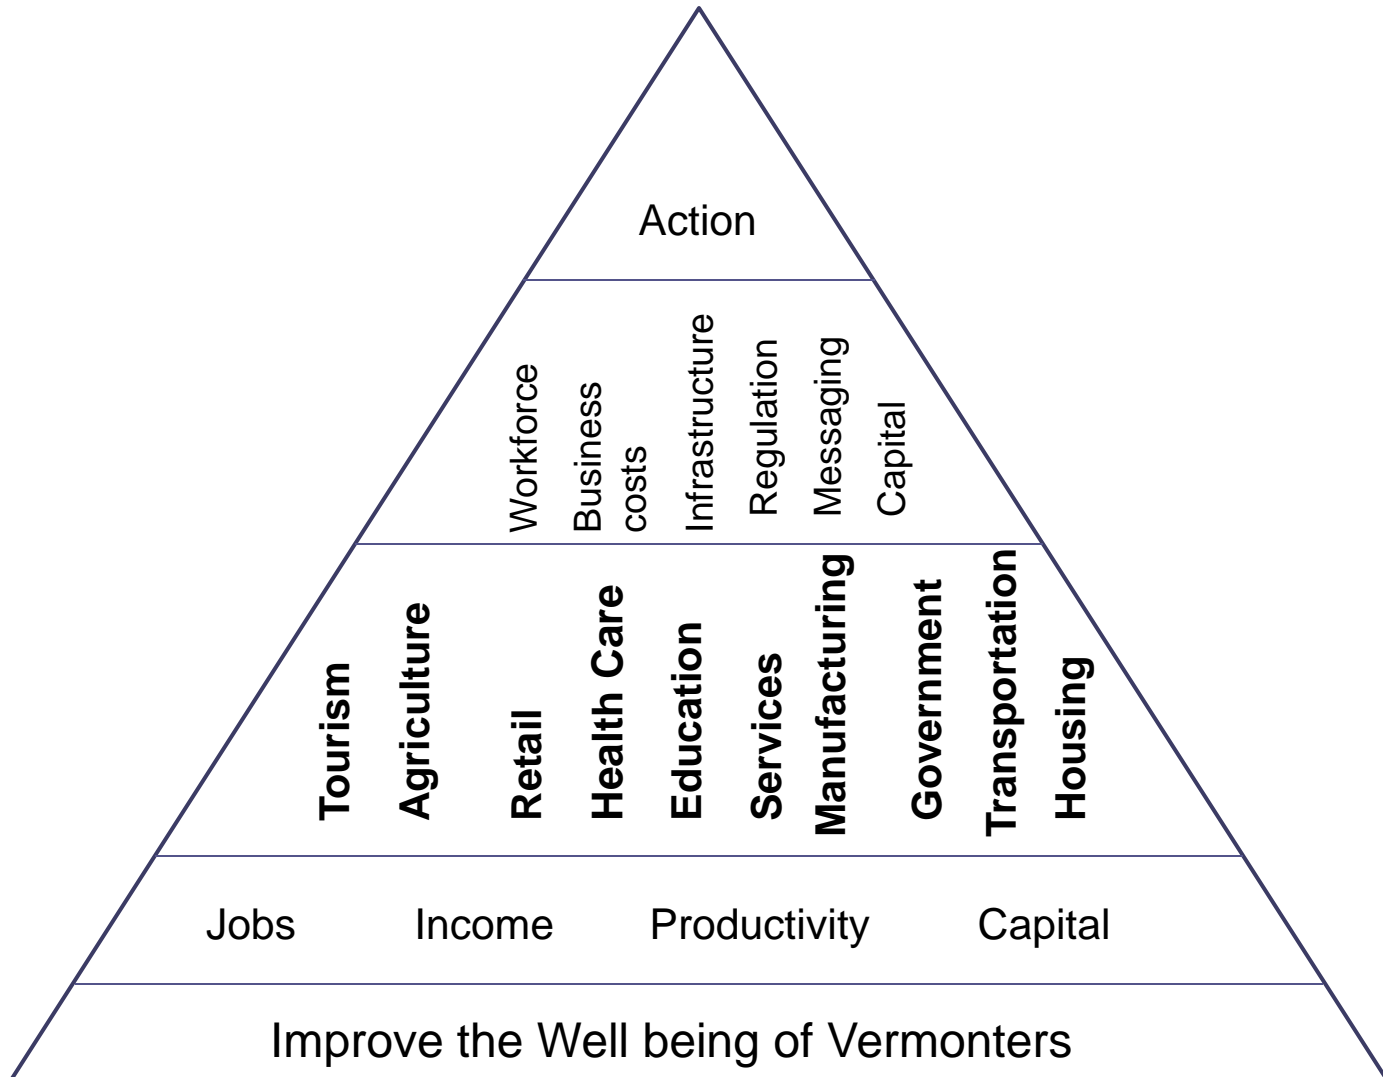 Action
Workforce
Business
costs
Infrastructure
Regulation
Messaging
Capital
Tourism
Agriculture
Retail
Health Care
Education
Services
Manufacturing
Government
Transportation
Housing
Jobs Income Productivity Capital
Improve the Well being of Vermonters